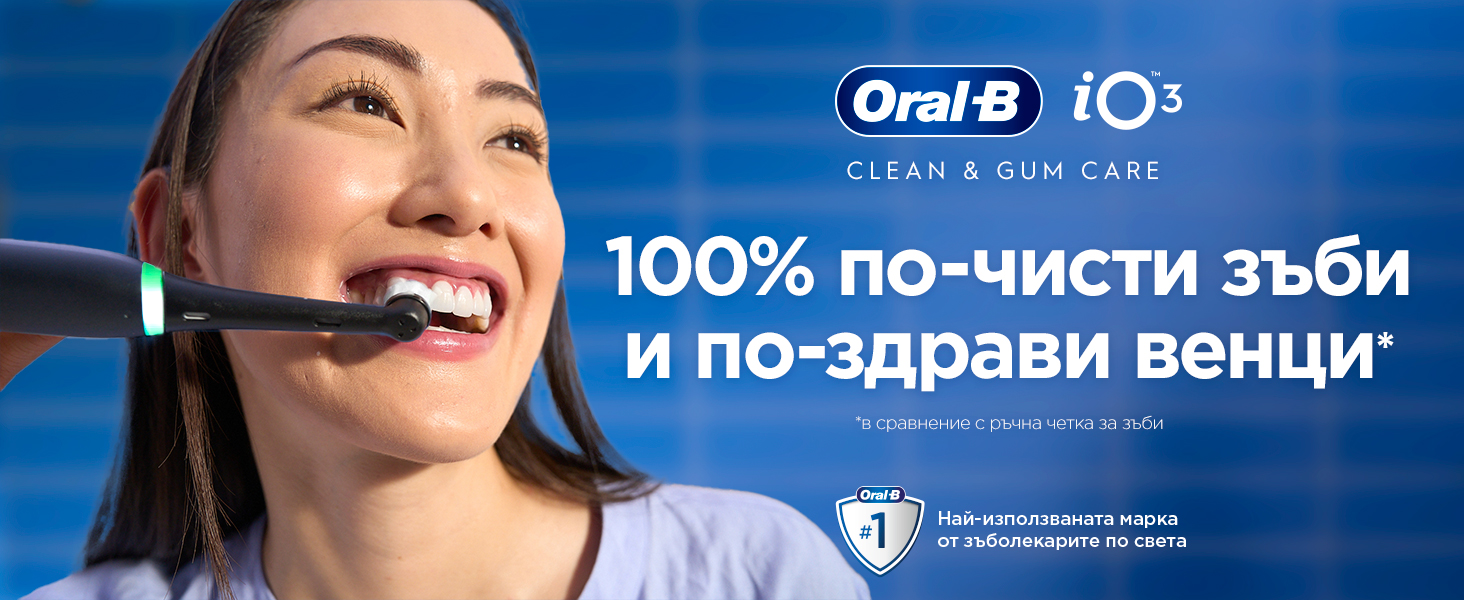 Oral-B iO™3
CLEAN & GUM CARE
100% по-чисти зъби
и по-здрави венци*
*в сравнение с ръчна четка за зъби
Oral-B
#1
Най-използваната марка
от зъболекарите по света